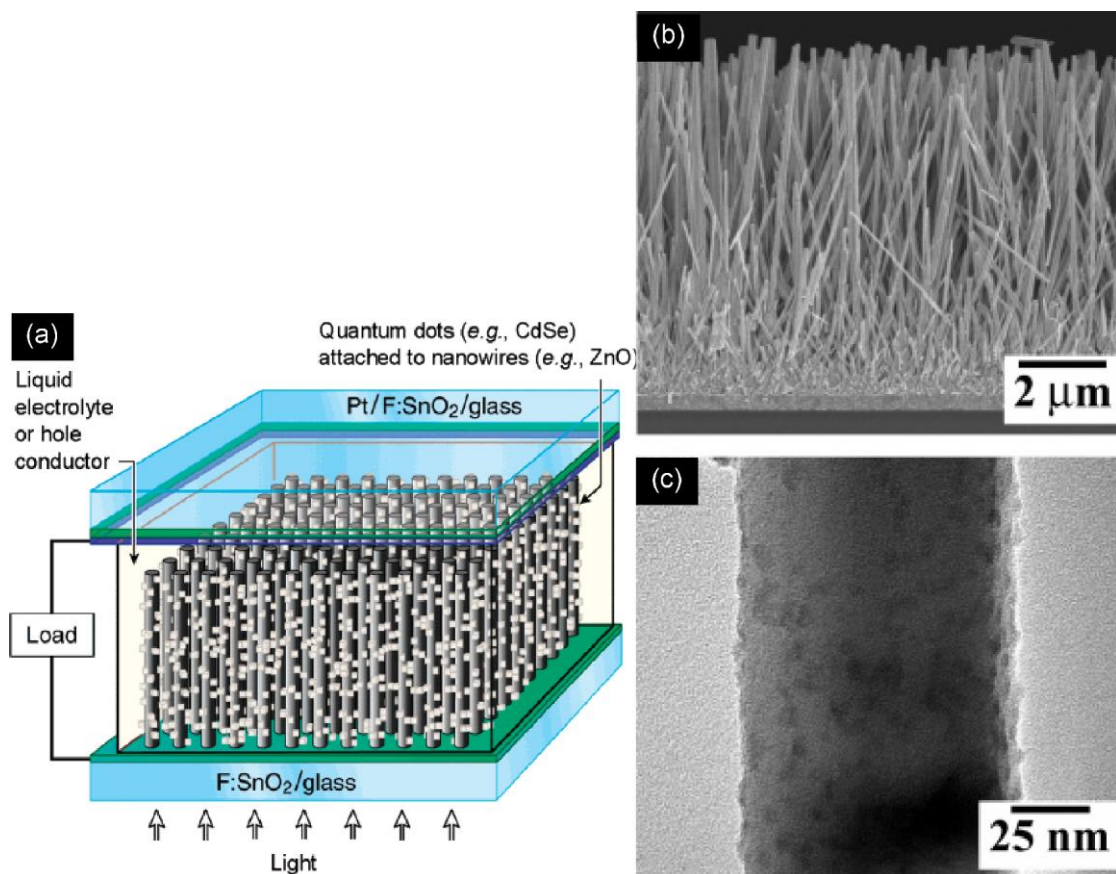 (a)
Liquid
electrolyte
or hole
conductor
Quantum dots (e.g., CdSe)
attached to nanowires (e.g., ZnO)
Pt/F:SnO₂/glass
Load
F:SnO₂/glass
Light
(b)
2 μm
(c)
25 nm